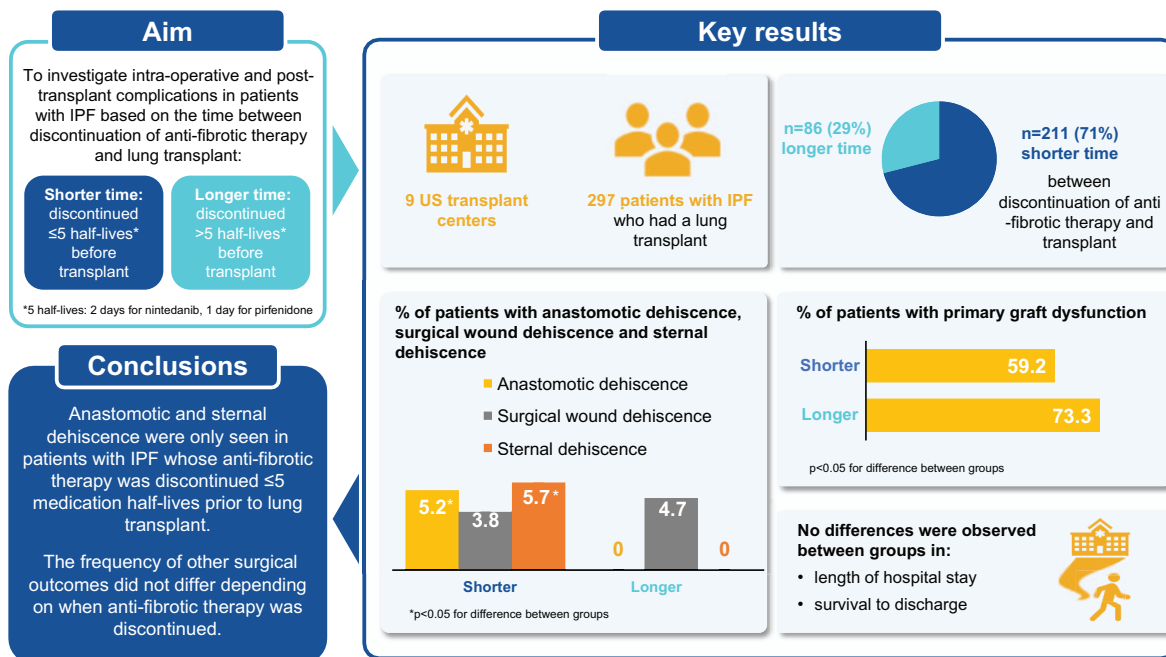 Aim
To investigate intra-operative and post-
transplant complications in patients
with IPF based on the time between
discontinuation of anti-fibrotic therapy
and lung transplant:
Shorter time:
discontinued
≤5 half-lives*
before
transplant
Longer time:
discontinued
>5 half-lives*
before
transplant
*5 half-lives: 2 days for nintedanib, 1 day for pirfenidone
Conclusions
Anastomotic and sternal
dehiscence were only seen in
patients with IPF whose anti-fibrotic
therapy was discontinued ≤5
medication half-lives prior to lung
transplant.
The frequency of other surgical
outcomes did not differ depending
on when anti-fibrotic therapy was
discontinued.
Key results
9 US transplant
centers
297 patients with IPF
who had a lung
transplant
n=86 (29%)
longer time
n=211 (71%)
shorter time
between
discontinuation of anti
-fibrotic therapy and
transplant
% of patients with anastomotic dehiscence,
surgical wound dehiscence and sternal
dehiscence
Anastomotic dehiscence
Surgical wound dehiscence
Sternal dehiscence
5.2*
3.8
5.7*
0
4.7
0
Shorter
Longer
*p<0.05 for difference between groups
% of patients with primary graft dysfunction
Shorter
59.2
Longer
73.3
p<0.05 for difference between groups
No differences were observed
between groups in:
• length of hospital stay
• survival to discharge